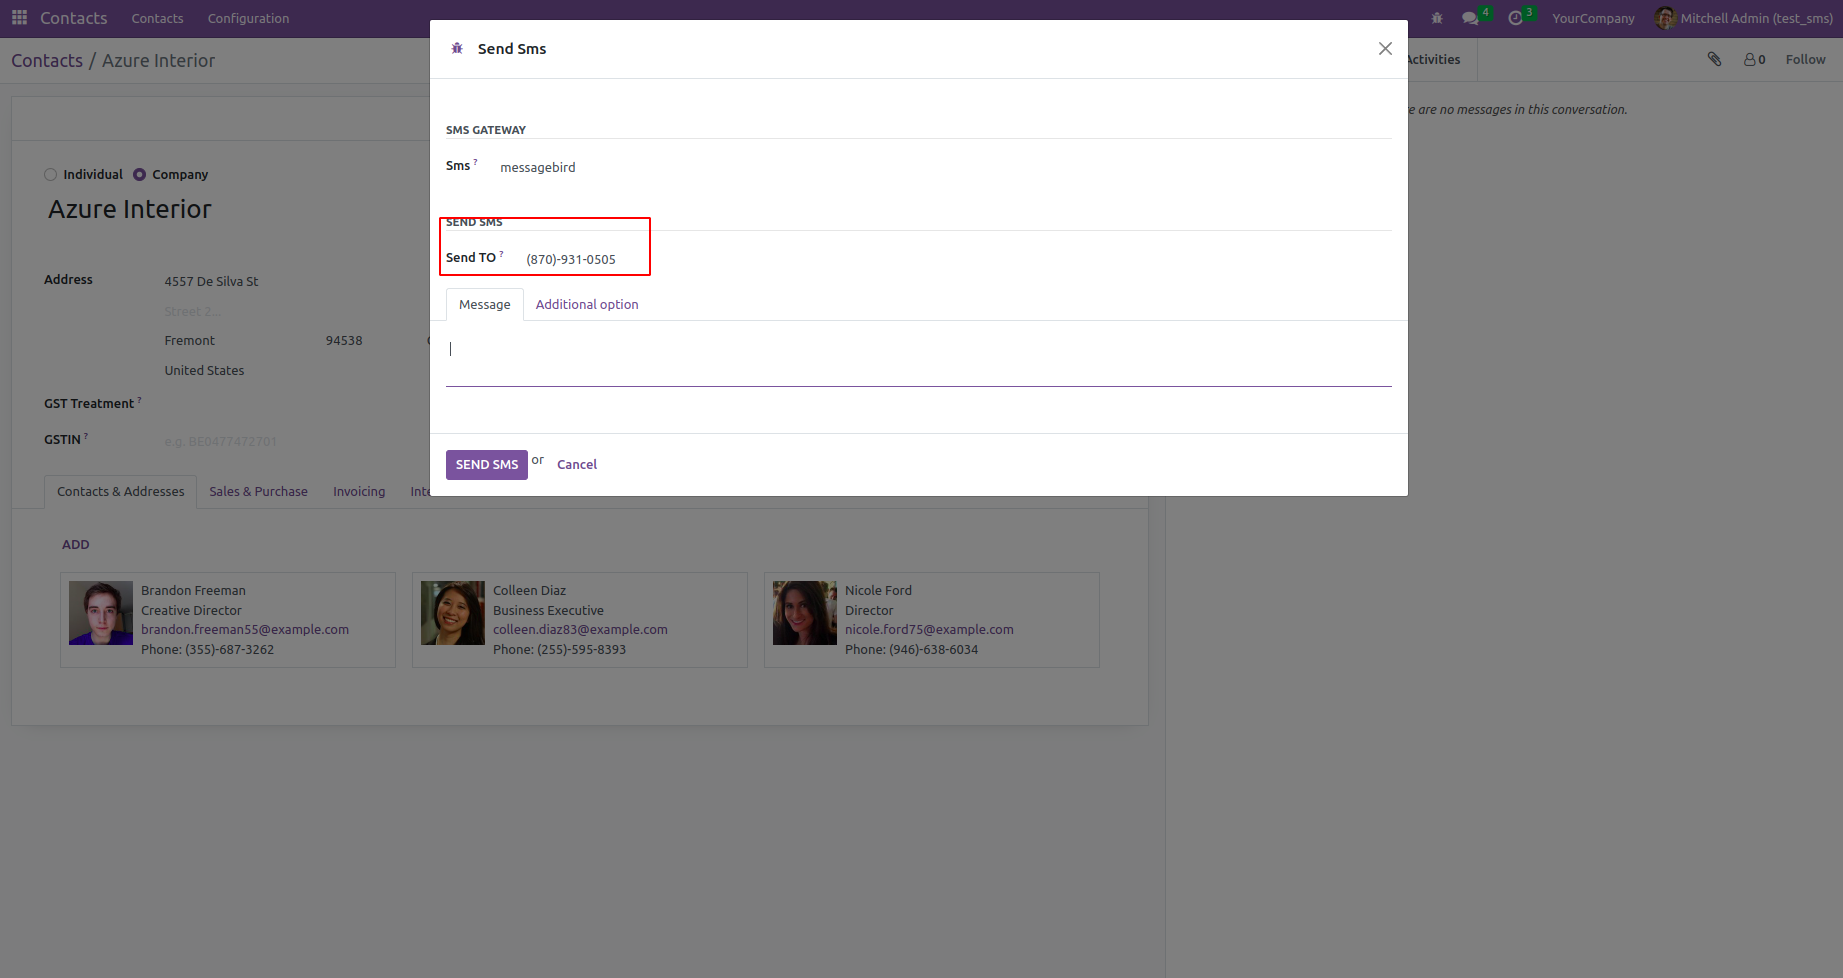 Contacts Contacts Configuration 4 3 YourCompany Mitchell Admin (test_sms)
Contacts / Azure Interior
Activities 0 Follow
are no messages in this conversation.
Individual Company
Azure Interior
Address 4557 De Silva St
Street 2...
Fremont 94538
United States
GST Treatment ?
GSTIN ? e.g. BE0477472701
Contacts & Addresses Sales & Purchase Invoicing
ADD
Brandon Freeman
Creative Director
brandon.freeman55@example.com
Phone: (355)-687-3262
Colleen Diaz
Business Executive
colleen.diaz83@example.com
Phone: (255)-595-8393
Nicole Ford
Director
nicole.ford75@example.com
Phone: (946)-638-6034
Send Sms
SMS GATEWAY
Sms ? messagebird
SEND SMS
Send TO ? (870)-931-0505
Message Additional option
SEND SMS or Cancel